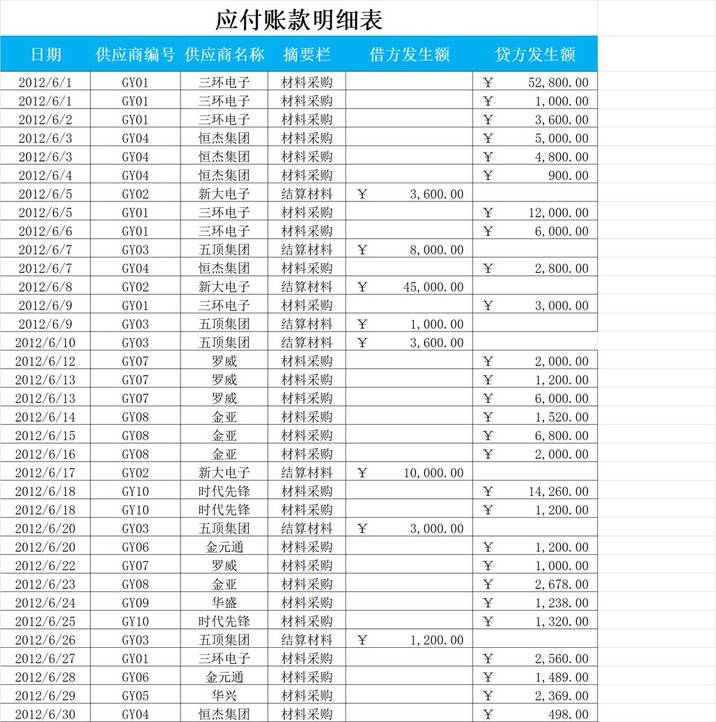 应付账款明细表
日期 供应商编号 供应商名称 摘要栏 借方发生额 贷方发生额
2012/6/1 GY01 三环电子 材料采购 ￥ 52,800.00
2012/6/1 GY01 三环电子 材料采购 ￥ 1,000.00
2012/6/2 GY01 三环电子 材料采购 ￥ 3,600.00
2012/6/3 GY04 恒杰集团 材料采购 ￥ 5,000.00
2012/6/3 GY04 恒杰集团 材料采购 ￥ 4,800.00
2012/6/4 GY04 恒杰集团 材料采购 ￥ 900.00
2012/6/5 GY02 新大电子 结算材料 ￥ 3,600.00
2012/6/5 GY01 三环电子 材料采购 ￥ 12,000.00
2012/6/6 GY01 三环电子 材料采购 ￥ 6,000.00
2012/6/7 GY03 五顶集团 结算材料 ￥ 8,000.00
2012/6/7 GY04 恒杰集团 材料采购 ￥ 2,800.00
2012/6/8 GY02 新大电子 结算材料 ￥ 45,000.00
2012/6/9 GY01 三环电子 材料采购 ￥ 3,000.00
2012/6/9 GY03 五顶集团 结算材料 ￥ 1,000.00
2012/6/10 GY03 五顶集团 结算材料 ￥ 3,600.00
2012/6/12 GY07 罗威 材料采购 ￥ 2,000.00
2012/6/13 GY07 罗威 材料采购 ￥ 1,200.00
2012/6/13 GY07 罗威 材料采购 ￥ 6,000.00
2012/6/14 GY08 金亚 材料采购 ￥ 1,520.00
2012/6/15 GY08 金亚 材料采购 ￥ 6,800.00
2012/6/16 GY08 金亚 材料采购 ￥ 2,000.00
2012/6/17 GY02 新大电子 结算材料 ￥ 10,000.00
2012/6/18 GY10 时代先锋 材料采购 ￥ 14,260.00
2012/6/18 GY10 时代先锋 材料采购 ￥ 1,200.00
2012/6/20 GY03 五顶集团 结算材料 ￥ 3,000.00
2012/6/20 GY06 金元通 材料采购 ￥ 1,200.00
2012/6/22 GY07 罗威 材料采购 ￥ 1,000.00
2012/6/23 GY08 金亚 材料采购 ￥ 2,678.00
2012/6/24 GY09 华盛 材料采购 ￥ 1,238.00
2012/6/25 GY10 时代先锋 材料采购 ￥ 1,320.00
2012/6/26 GY03 五顶集团 结算材料 ￥ 1,200.00
2012/6/27 GY01 三环电子 材料采购 ￥ 2,560.00
2012/6/28 GY06 金元通 材料采购 ￥ 1,489.00
2012/6/29 GY05 华兴 材料采购 ￥ 2,369.00
2012/6/30 GY04 恒杰集团 材料采购 ￥ 498.00